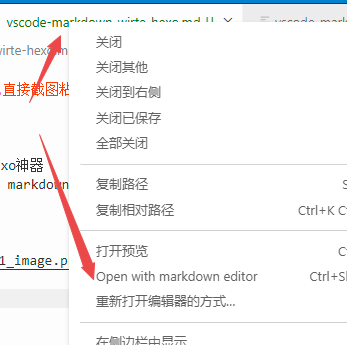 vscode-markdown-wirte-hexo.md U
vscode-markdown
wirte-hexo.m
直接截图粘
关闭
关闭其他
关闭到右侧
关闭已保存
全部关闭
xo神器
markdown
复制路径
复制相对路径 Ctrl+K C
1_image.p
打开预览
Open with markdown editor Ctrl+S
重新打开编辑器的方式...
在侧边栏中显示